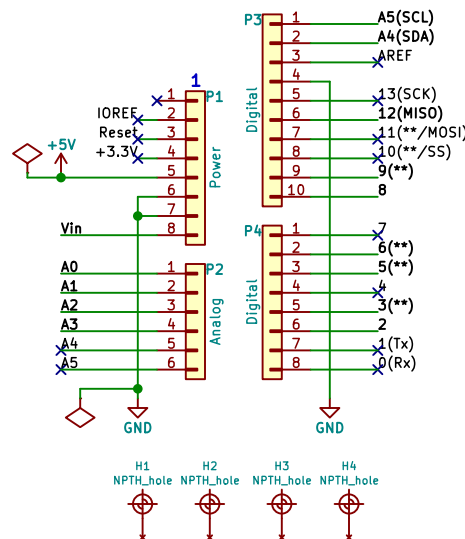 1
P1
Power
1
IOREF 2
Reset 3
+3.3V 4
+5V
5
6
7
Vin 8
P2
Analog
A0 1
A1 2
A2 3
A3 4
A4 5
A5 6
GND
P3
Digital
1 A5(SCL)
2 A4(SDA)
3 AREF
4
5 13(SCK)
6 12(MISO)
7 11(**/MOSI)
8 10(**/SS)
9 9(**)
10 8
P4
Digital
1 7
2 6(**)
3 5(**)
4 4
5 3(**)
6 2
7 1(Tx)
8 0(Rx)
GND
H1
NPTH_hole
H2
NPTH_hole
H3
NPTH_hole
H4
NPTH_hole